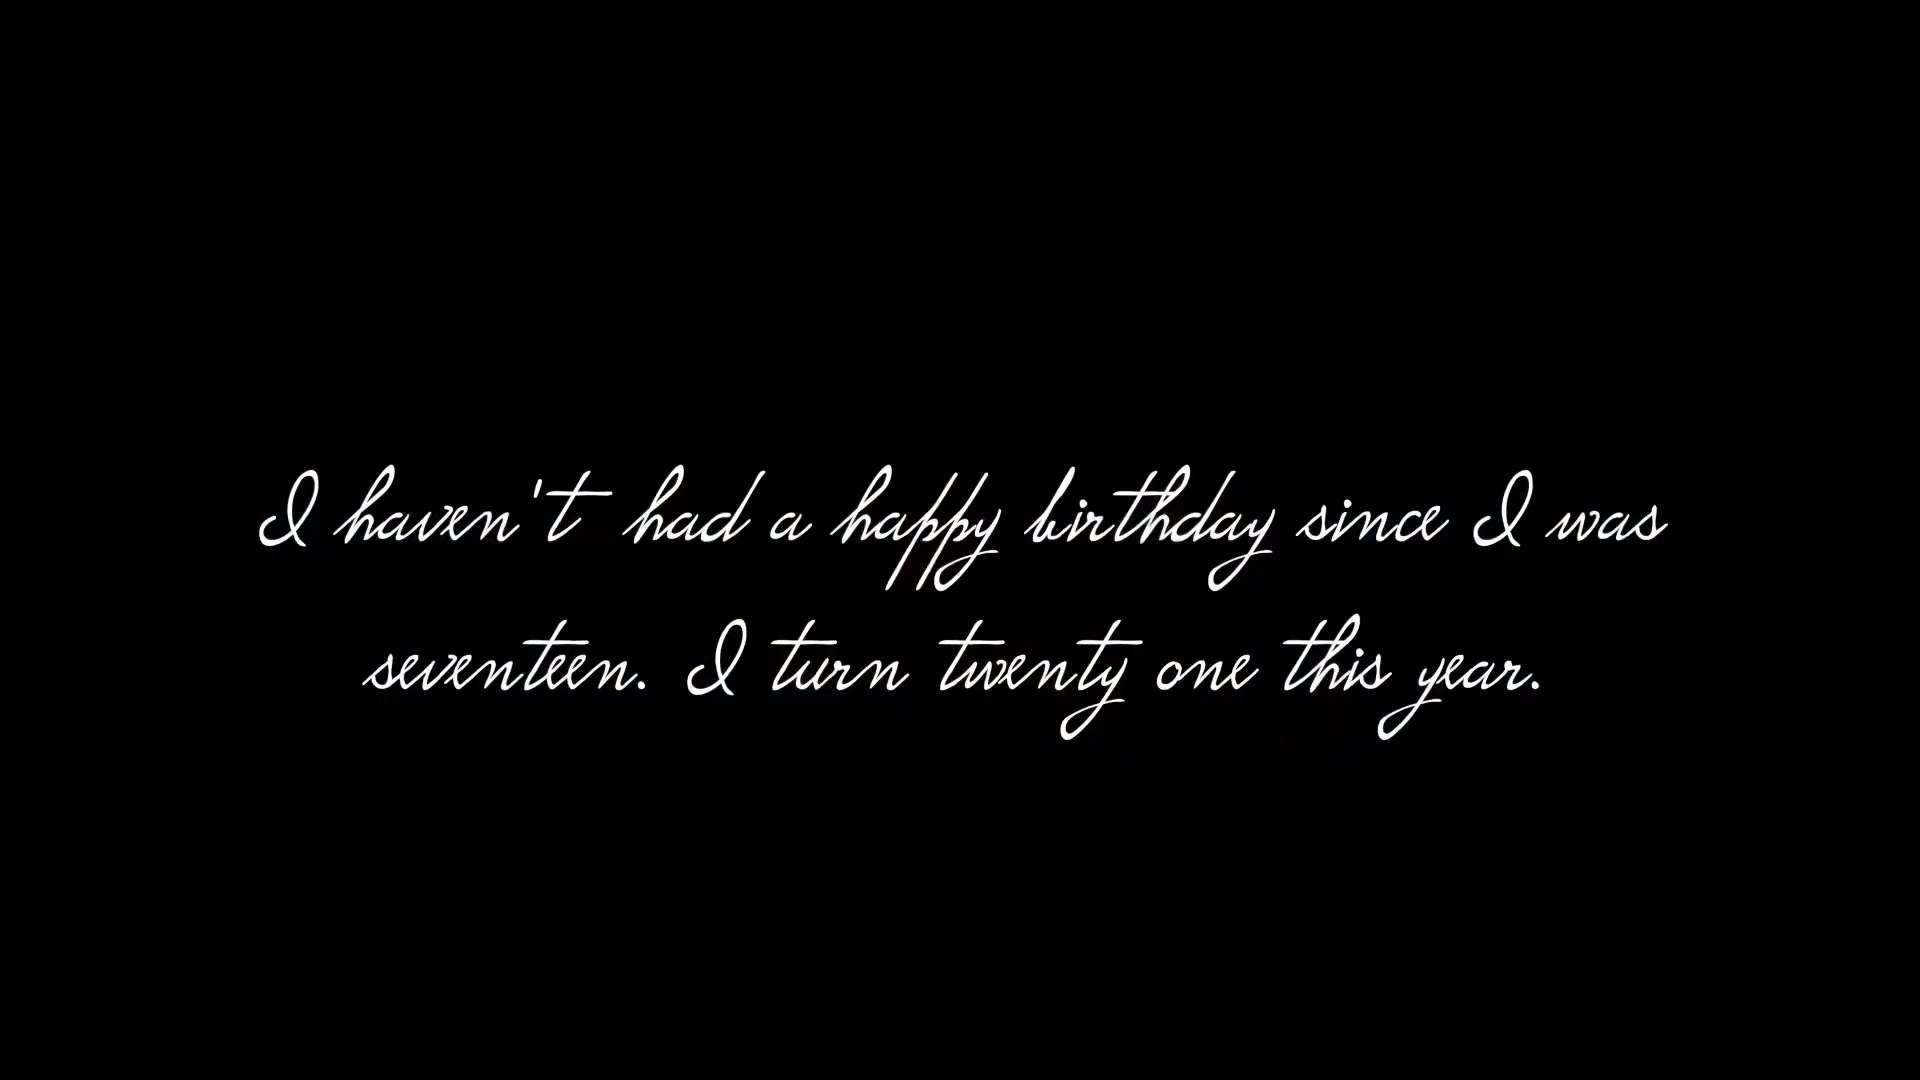 I haven't had a happy birthday since I was
seventeen. I turn twenty one this year.